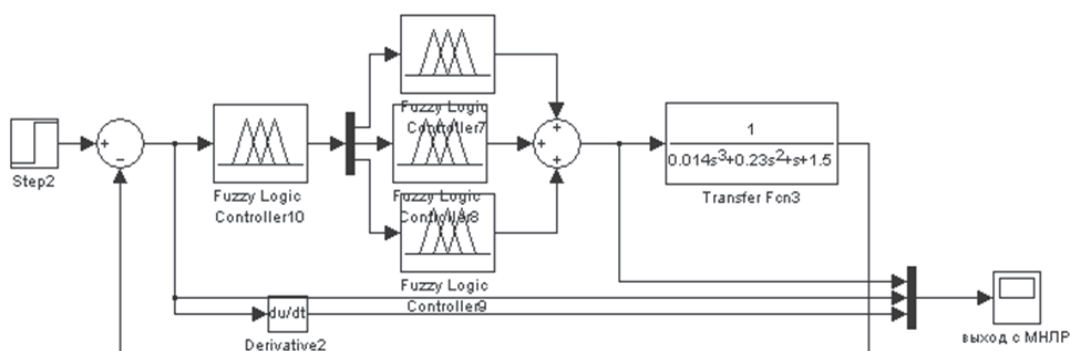 Fuzzy Logic
Controller7
Step2
+
−
Fuzzy Logic
Controller10
Fuzzy Logic
Controller8
+
+
+
1
0.014s³+0.23s²+s+1.5
Transfer Fcn3
Fuzzy Logic
Controller9
du/dt
Derivative2
выход с МНЛР